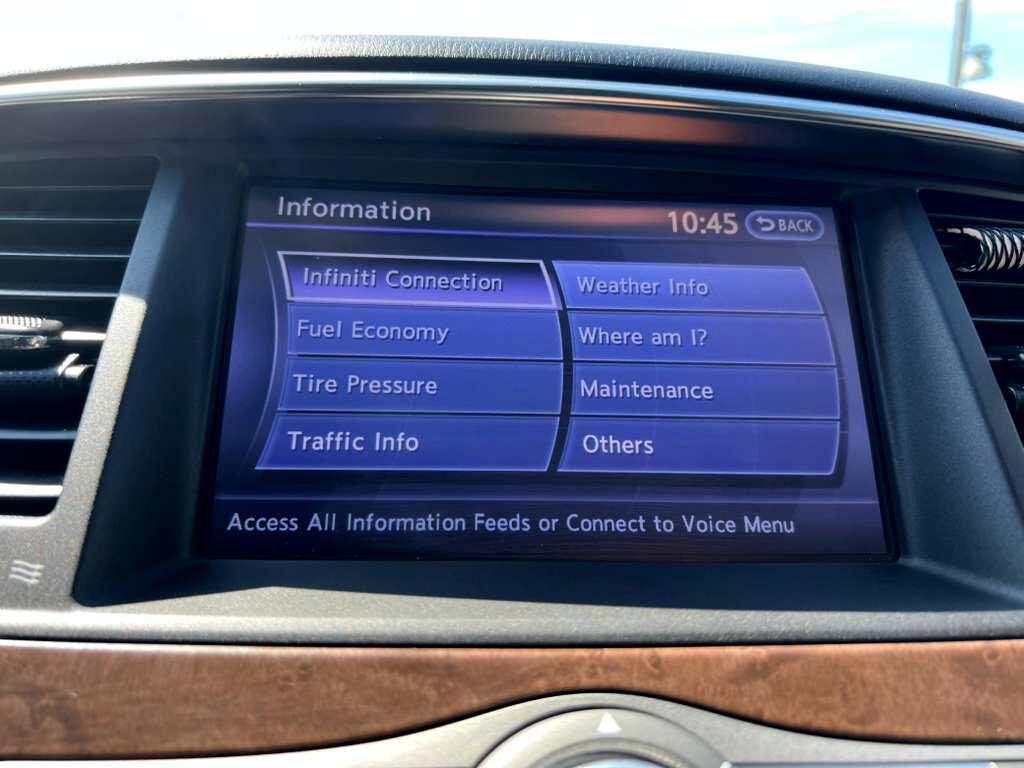 Information
10:45 BACK
Infiniti Connection
Weather Info
Fuel Economy
Where am I?
Tire Pressure
Maintenance
Traffic Info
Others
Access All Information Feeds or Connect to Voice Menu